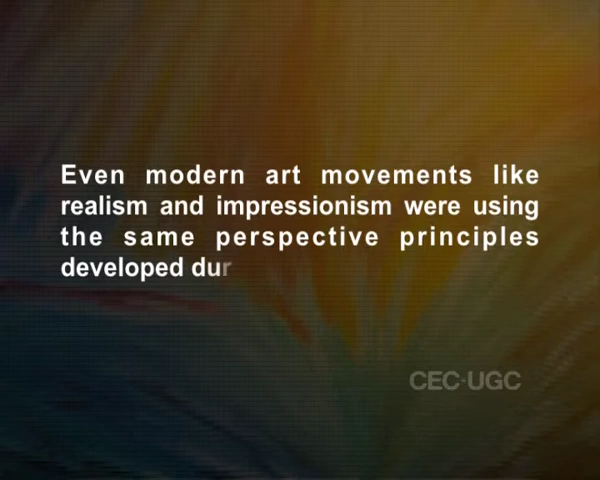 Even modern art movements like
realism and impressionism were using
the same perspective principles
developed dur
CEC-UGC